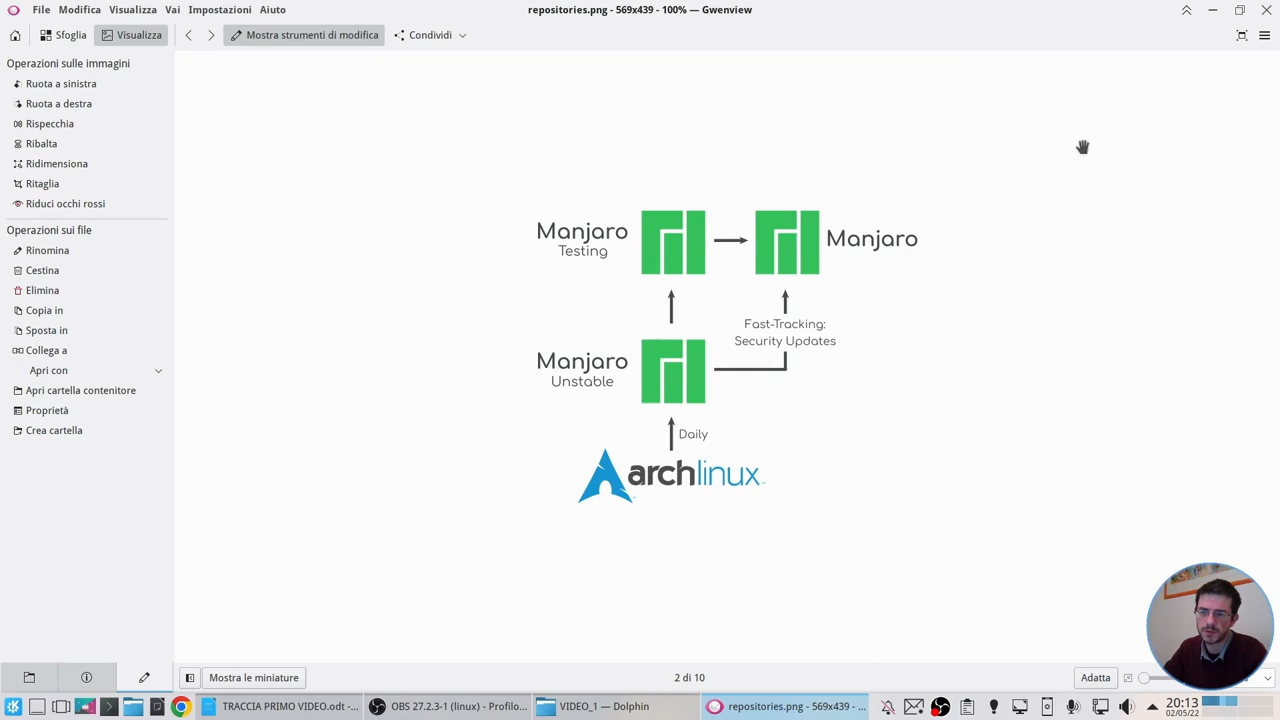 File Modifica Visualizza Vai Impostazioni Aiuto
repositories.png - 569x439 - 100% — Gwenview
Sfoglia Visualizza Mostra strumenti di modifica Condividi
Operazioni sulle immagini
Ruota a sinistra
Ruota a destra
Rispecchia
Ribalta
Ridimensiona
Ritaglia
Riduci occhi rossi
Operazioni sui file
Rinomina
Cestina
Elimina
Copia in
Sposta in
Collega a
Apri con
Apri cartella contenitore
Proprietà
Crea cartella
Manjaro
Testing
Manjaro
Fast-Tracking:
Security Updates
Manjaro
Unstable
Daily
archlinux
Mostra le miniature
2 di 10
Adatta
TRACCIA PRIMO VIDEO.odt -...
OBS 27.2.3-1 (linux) - Profilo...
VIDEO_1 — Dolphin
repositories.png - 569x439 - ...
20:13
02/05/22